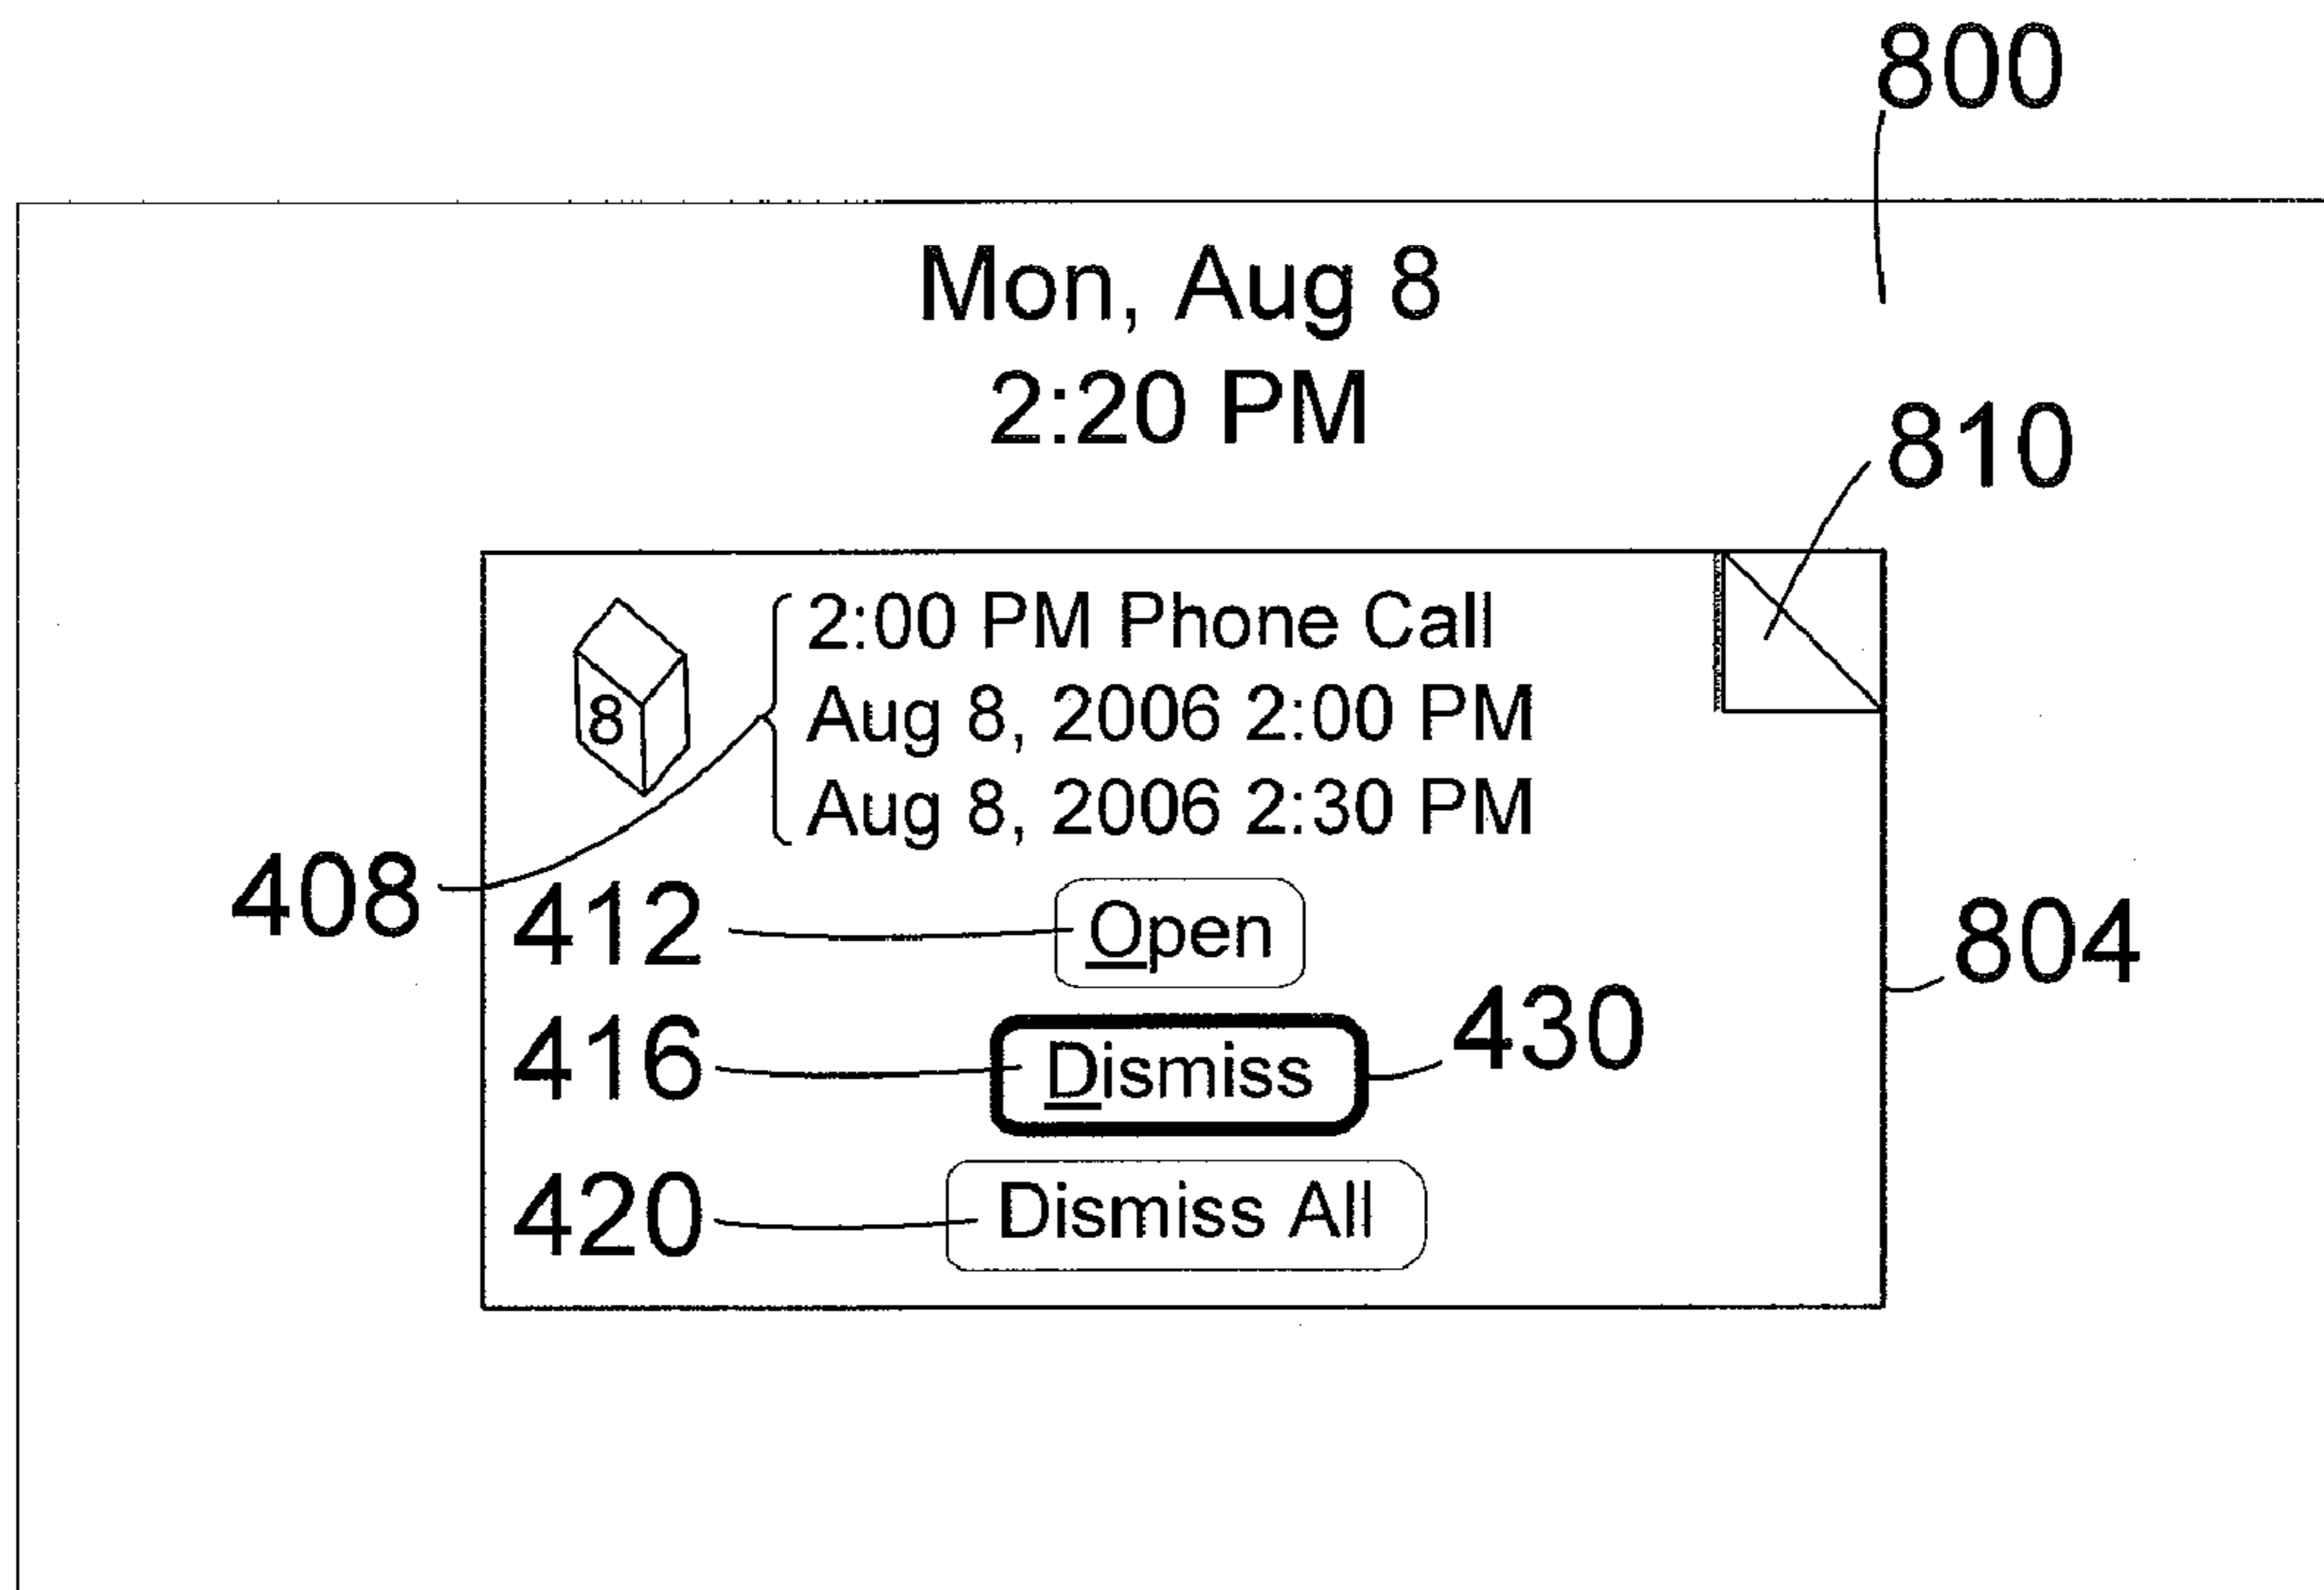 800
Mon, Aug 8
2:20 PM
810
2:00 PM Phone Call
8
Aug 8, 2006 2:00 PM
Aug 8, 2006 2:30 PM
408
412
Open
804
416
Dismiss
430
420
Dismiss All